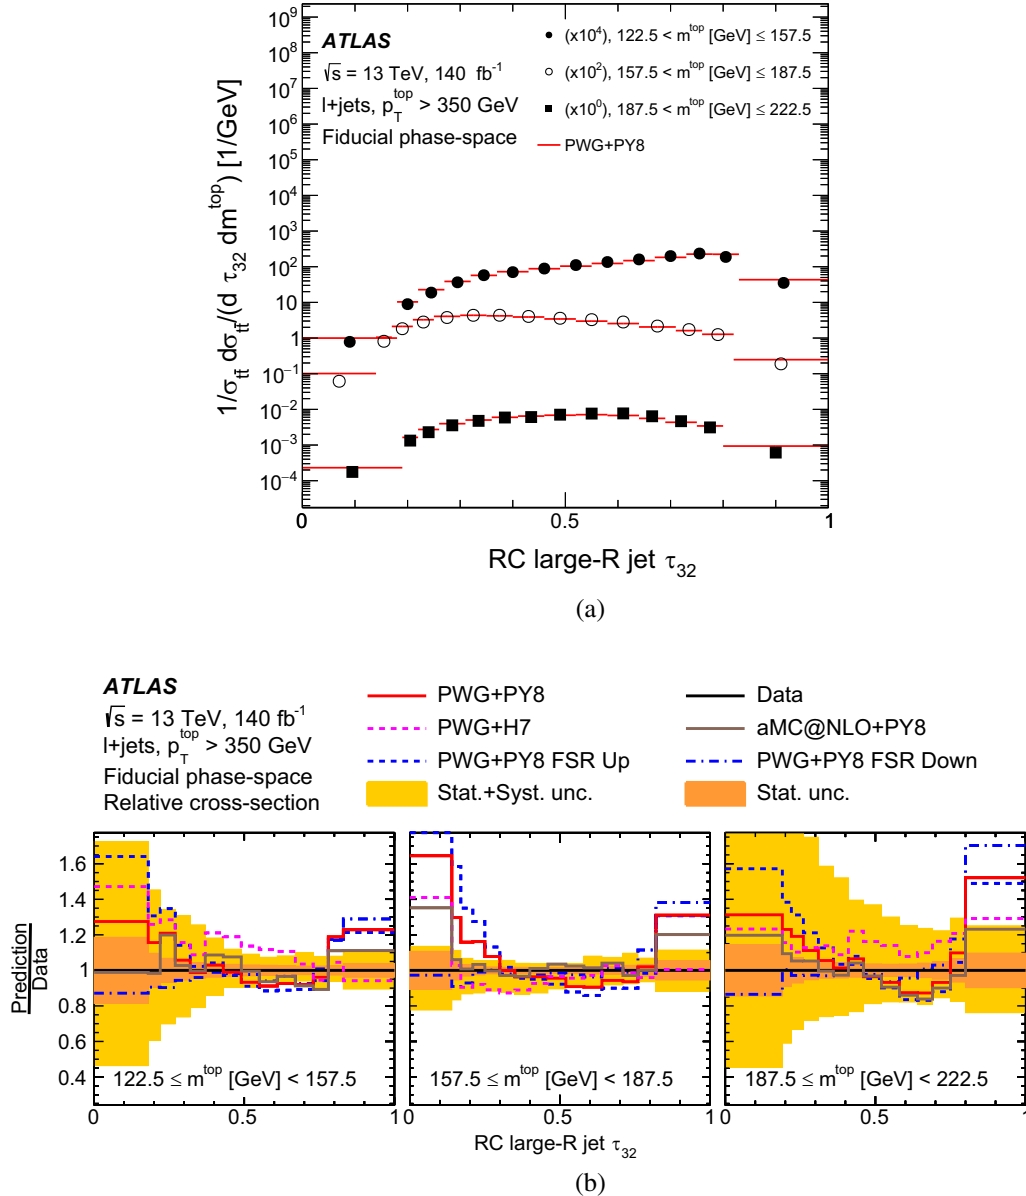 10⁹
10⁸
10⁷
10⁶
10⁵
10⁴
10³
10²
10
1
10⁻¹
10⁻²
10⁻³
10⁻⁴
1/σ_tt̄ dσ_tt̄/(d τ₃₂ dm^top) [1/GeV]
ATLAS
√s = 13 TeV, 140 fb⁻¹
l+jets, p_T^top > 350 GeV
Fiducial phase-space
(x10⁴), 122.5 < m^top [GeV] ≤ 157.5
(x10²), 157.5 < m^top [GeV] ≤ 187.5
(x10⁰), 187.5 < m^top [GeV] ≤ 222.5
PWG+PY8
0 0.5 1
RC large-R jet τ₃₂
(a)
ATLAS
√s = 13 TeV, 140 fb⁻¹
l+jets, p_T^top > 350 GeV
Fiducial phase-space
Relative cross-section
PWG+PY8
PWG+H7
PWG+PY8 FSR Up
Stat.+Syst. unc.
Data
aMC@NLO+PY8
PWG+PY8 FSR Down
Stat. unc.
Prediction
Data
1.6
1.4
1.2
1
0.8
0.6
0.4
122.5 ≤ m^top [GeV] < 157.5
157.5 ≤ m^top [GeV] < 187.5
187.5 ≤ m^top [GeV] < 222.5
0 0.5 1 0 0.5 1 0 0.5 1
RC large-R jet τ₃₂
(b)